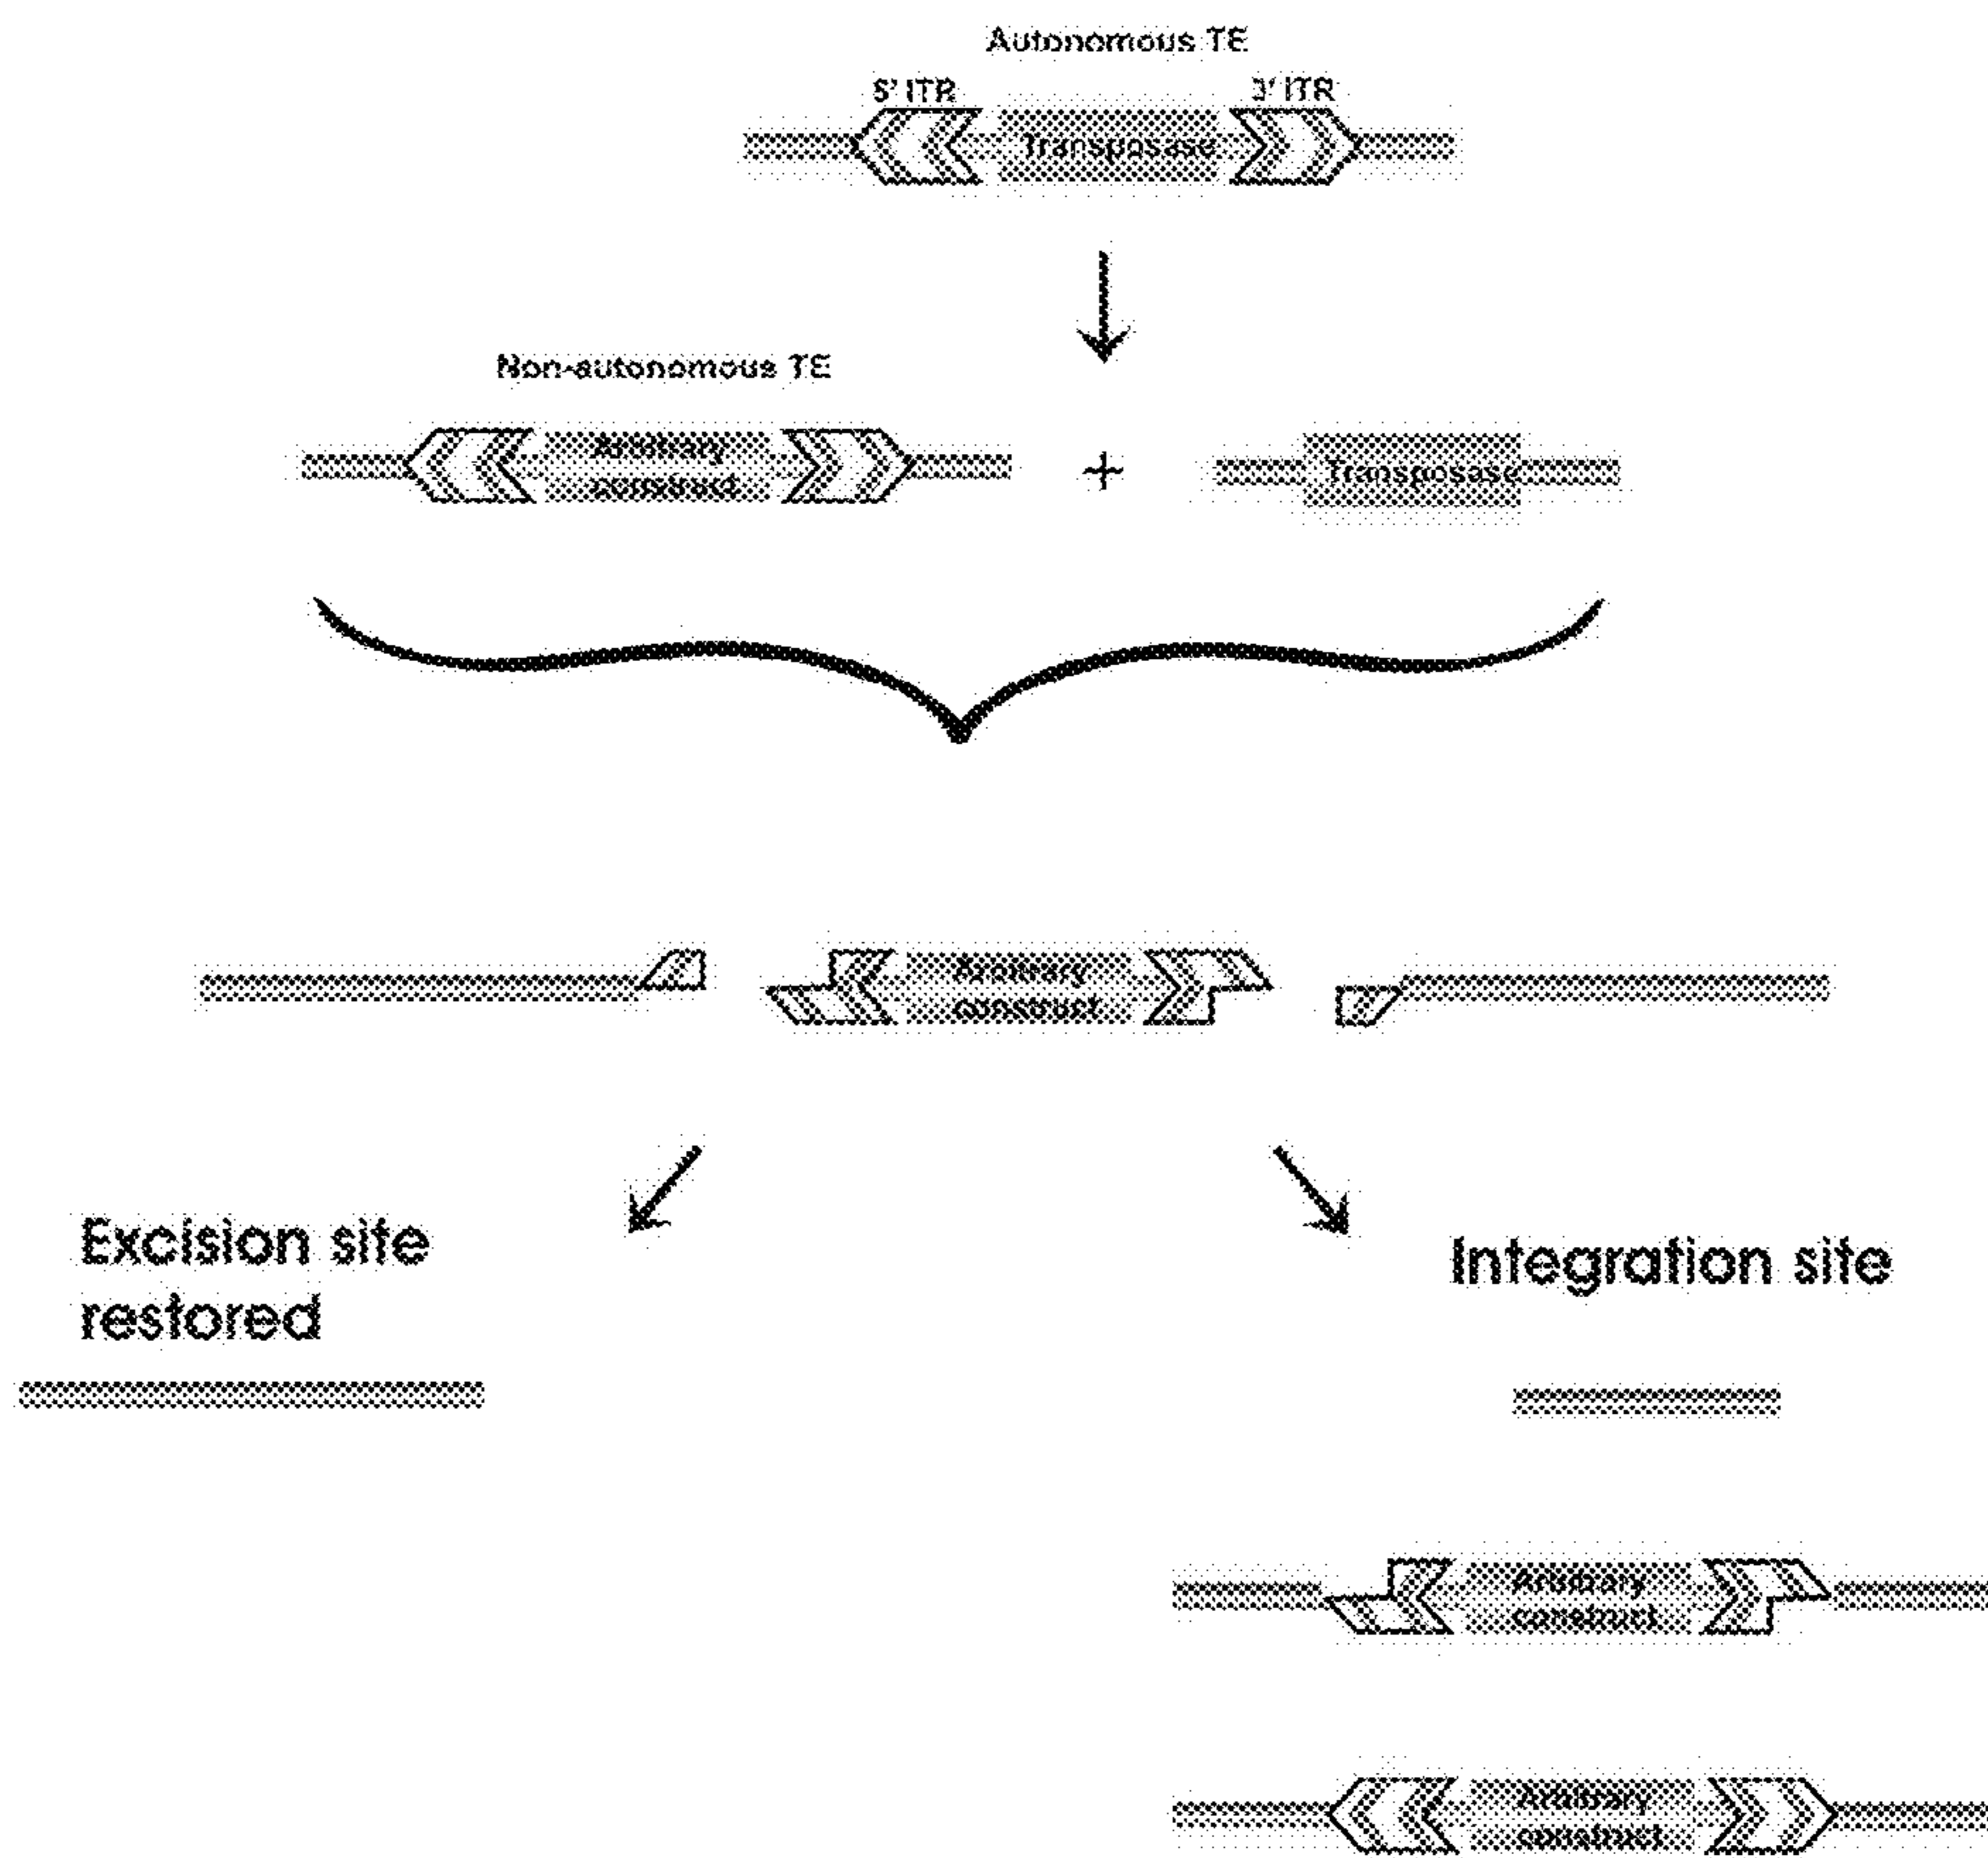 Autonomous TE
5' ITR
3' ITR
Transposase
Non-autonomous TE
Arbitrary
construct
+
Transposase
Arbitrary
construct
Excision site
restored
Integration site
Arbitrary
construct
Arbitrary
construct